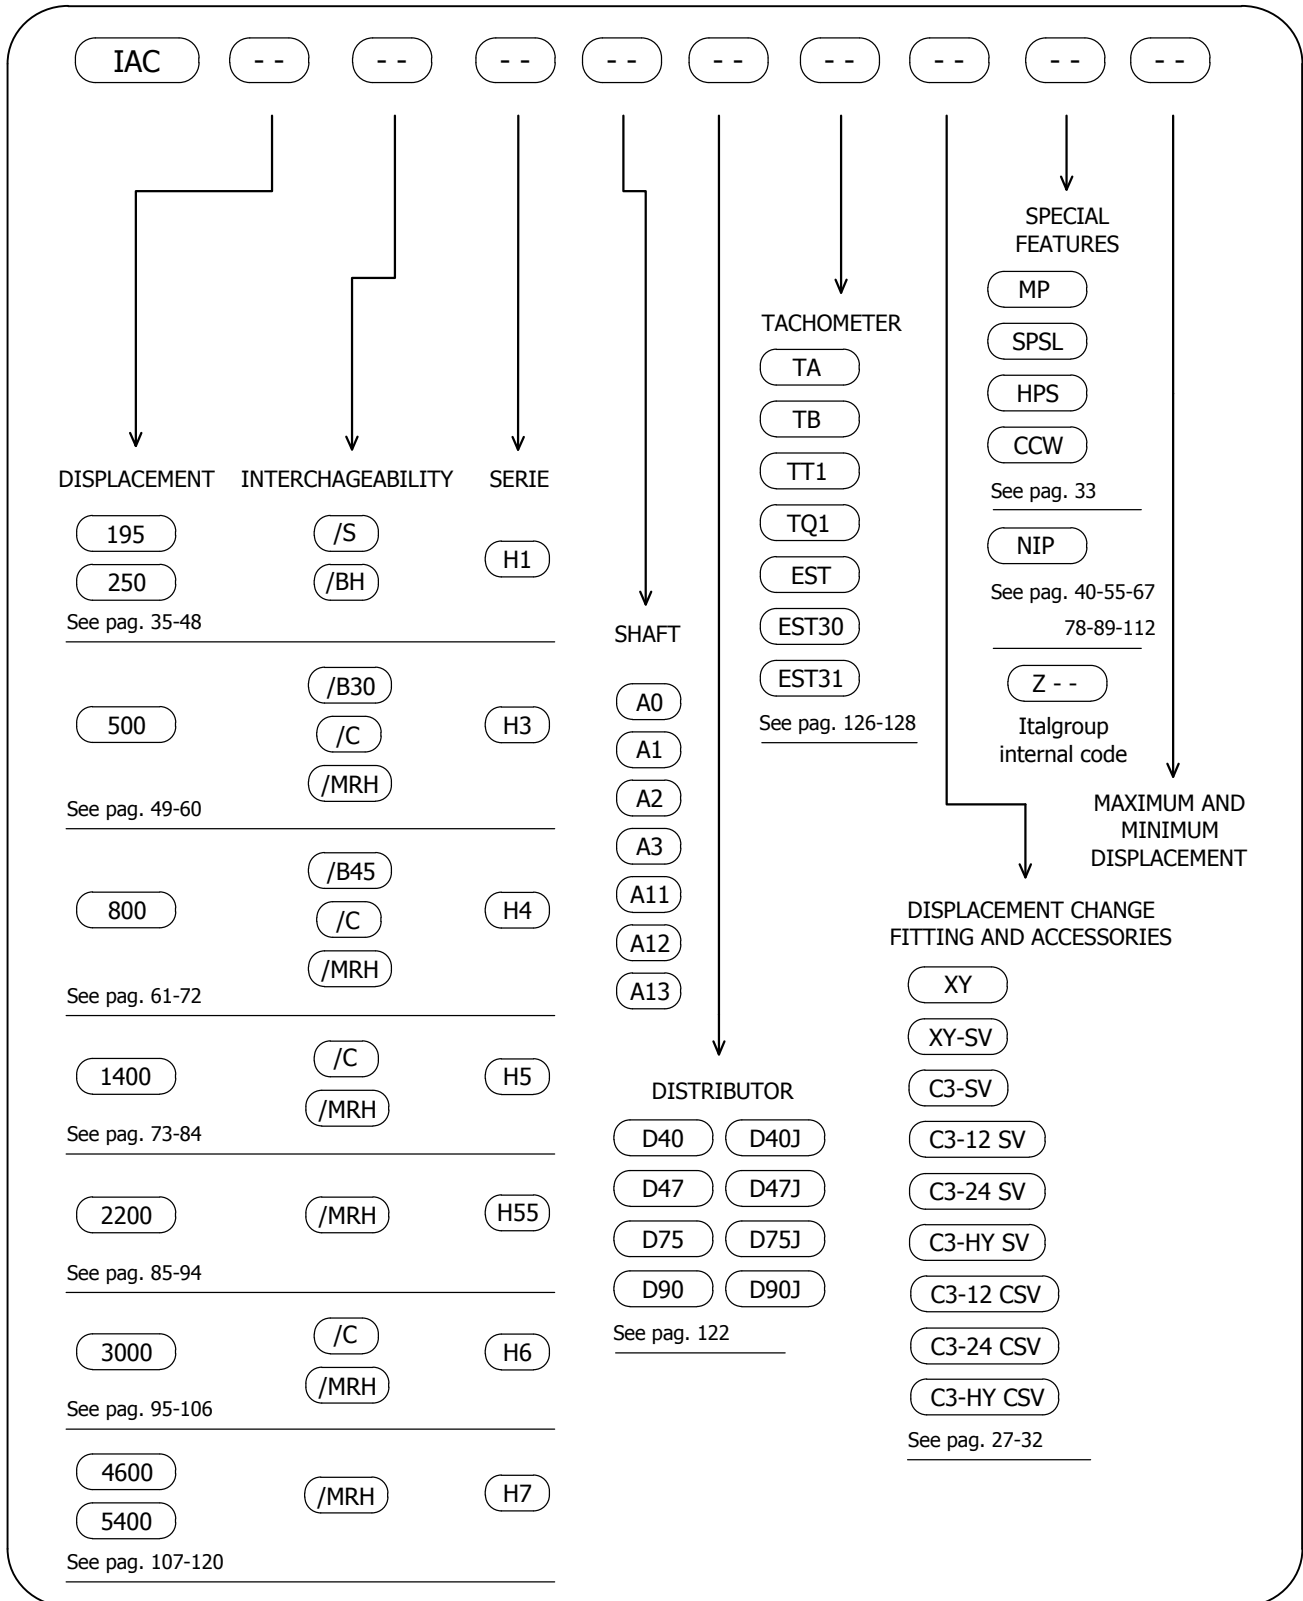 IAC - - - - - - - - - - - - - - - - - -
SPECIAL
FEATURES
MP
SPSL
HPS
CCW
See pag. 33
NIP
See pag. 40-55-67
78-89-112
Z - -
Italgroup
internal code
TACHOMETER
TA
TB
TT1
TQ1
EST
EST30
EST31
See pag. 126-128
DISPLACEMENT INTERCHAGEABILITY SERIE
195 /S H1
250 /BH
See pag. 35-48
/B30
500 /C H3
/MRH
See pag. 49-60
/B45
800 /C H4
/MRH
See pag. 61-72
1400 /C H5
/MRH
See pag. 73-84
2200 /MRH H55
See pag. 85-94
3000 /C H6
/MRH
See pag. 95-106
4600 /MRH H7
5400
See pag. 107-120
SHAFT
A0
A1
A2
A3
A11
A12
A13
DISTRIBUTOR
D40 D40J
D47 D47J
D75 D75J
D90 D90J
See pag. 122
MAXIMUM AND
MINIMUM
DISPLACEMENT
DISPLACEMENT CHANGE
FITTING AND ACCESSORIES
XY
XY-SV
C3-SV
C3-12 SV
C3-24 SV
C3-HY SV
C3-12 CSV
C3-24 CSV
C3-HY CSV
See pag. 27-32